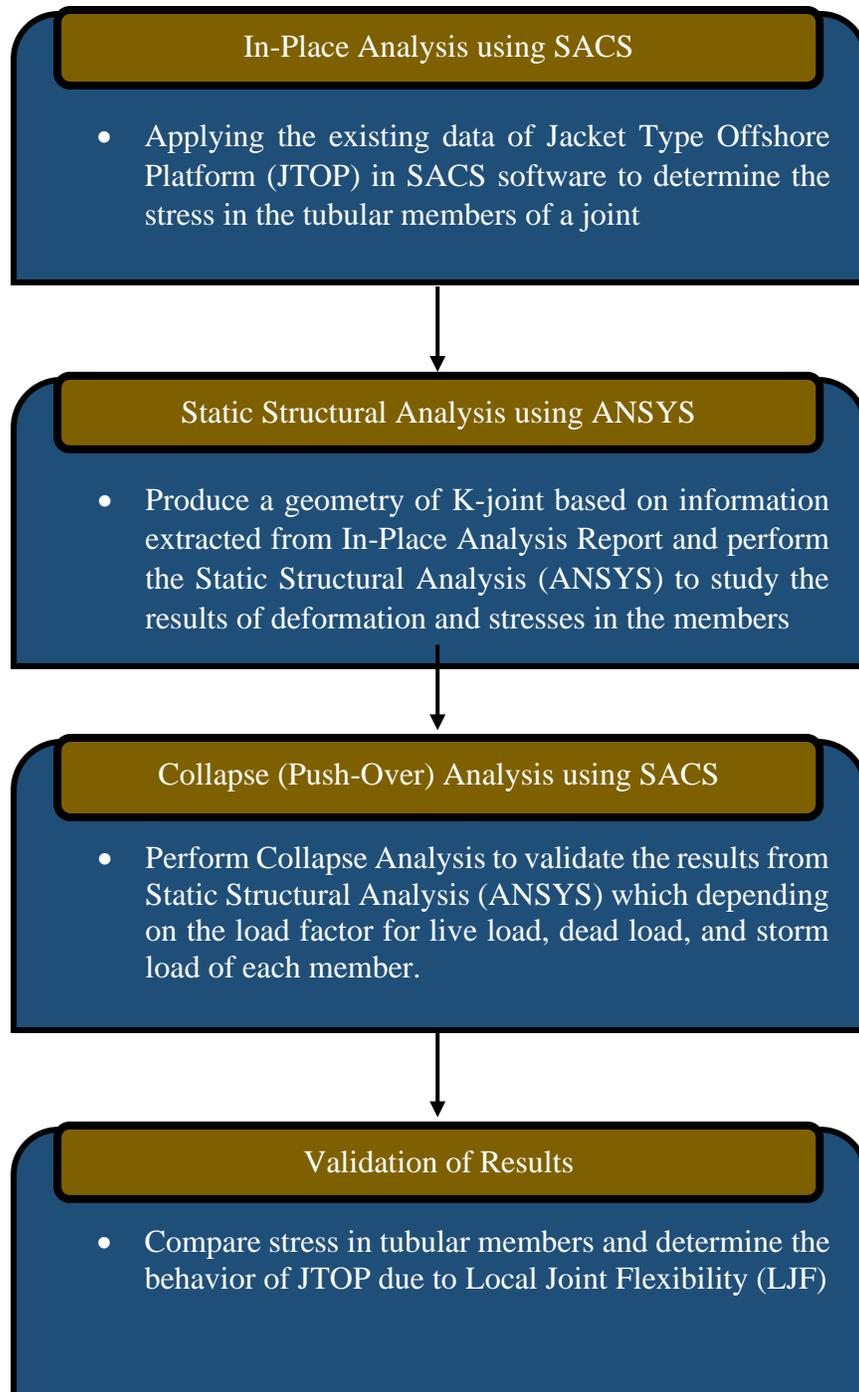 In-Place Analysis using SACS
• Applying the existing data of Jacket Type Offshore
Platform (JTOP) in SACS software to determine the
stress in the tubular members of a joint
Static Structural Analysis using ANSYS
• Produce a geometry of K-joint based on information
extracted from In-Place Analysis Report and perform
the Static Structural Analysis (ANSYS) to study the
results of deformation and stresses in the members
Collapse (Push-Over) Analysis using SACS
• Perform Collapse Analysis to validate the results from
Static Structural Analysis (ANSYS) which depending
on the load factor for live load, dead load, and storm
load of each member.
Validation of Results
• Compare stress in tubular members and determine the
behavior of JTOP due to Local Joint Flexibility (LJF)